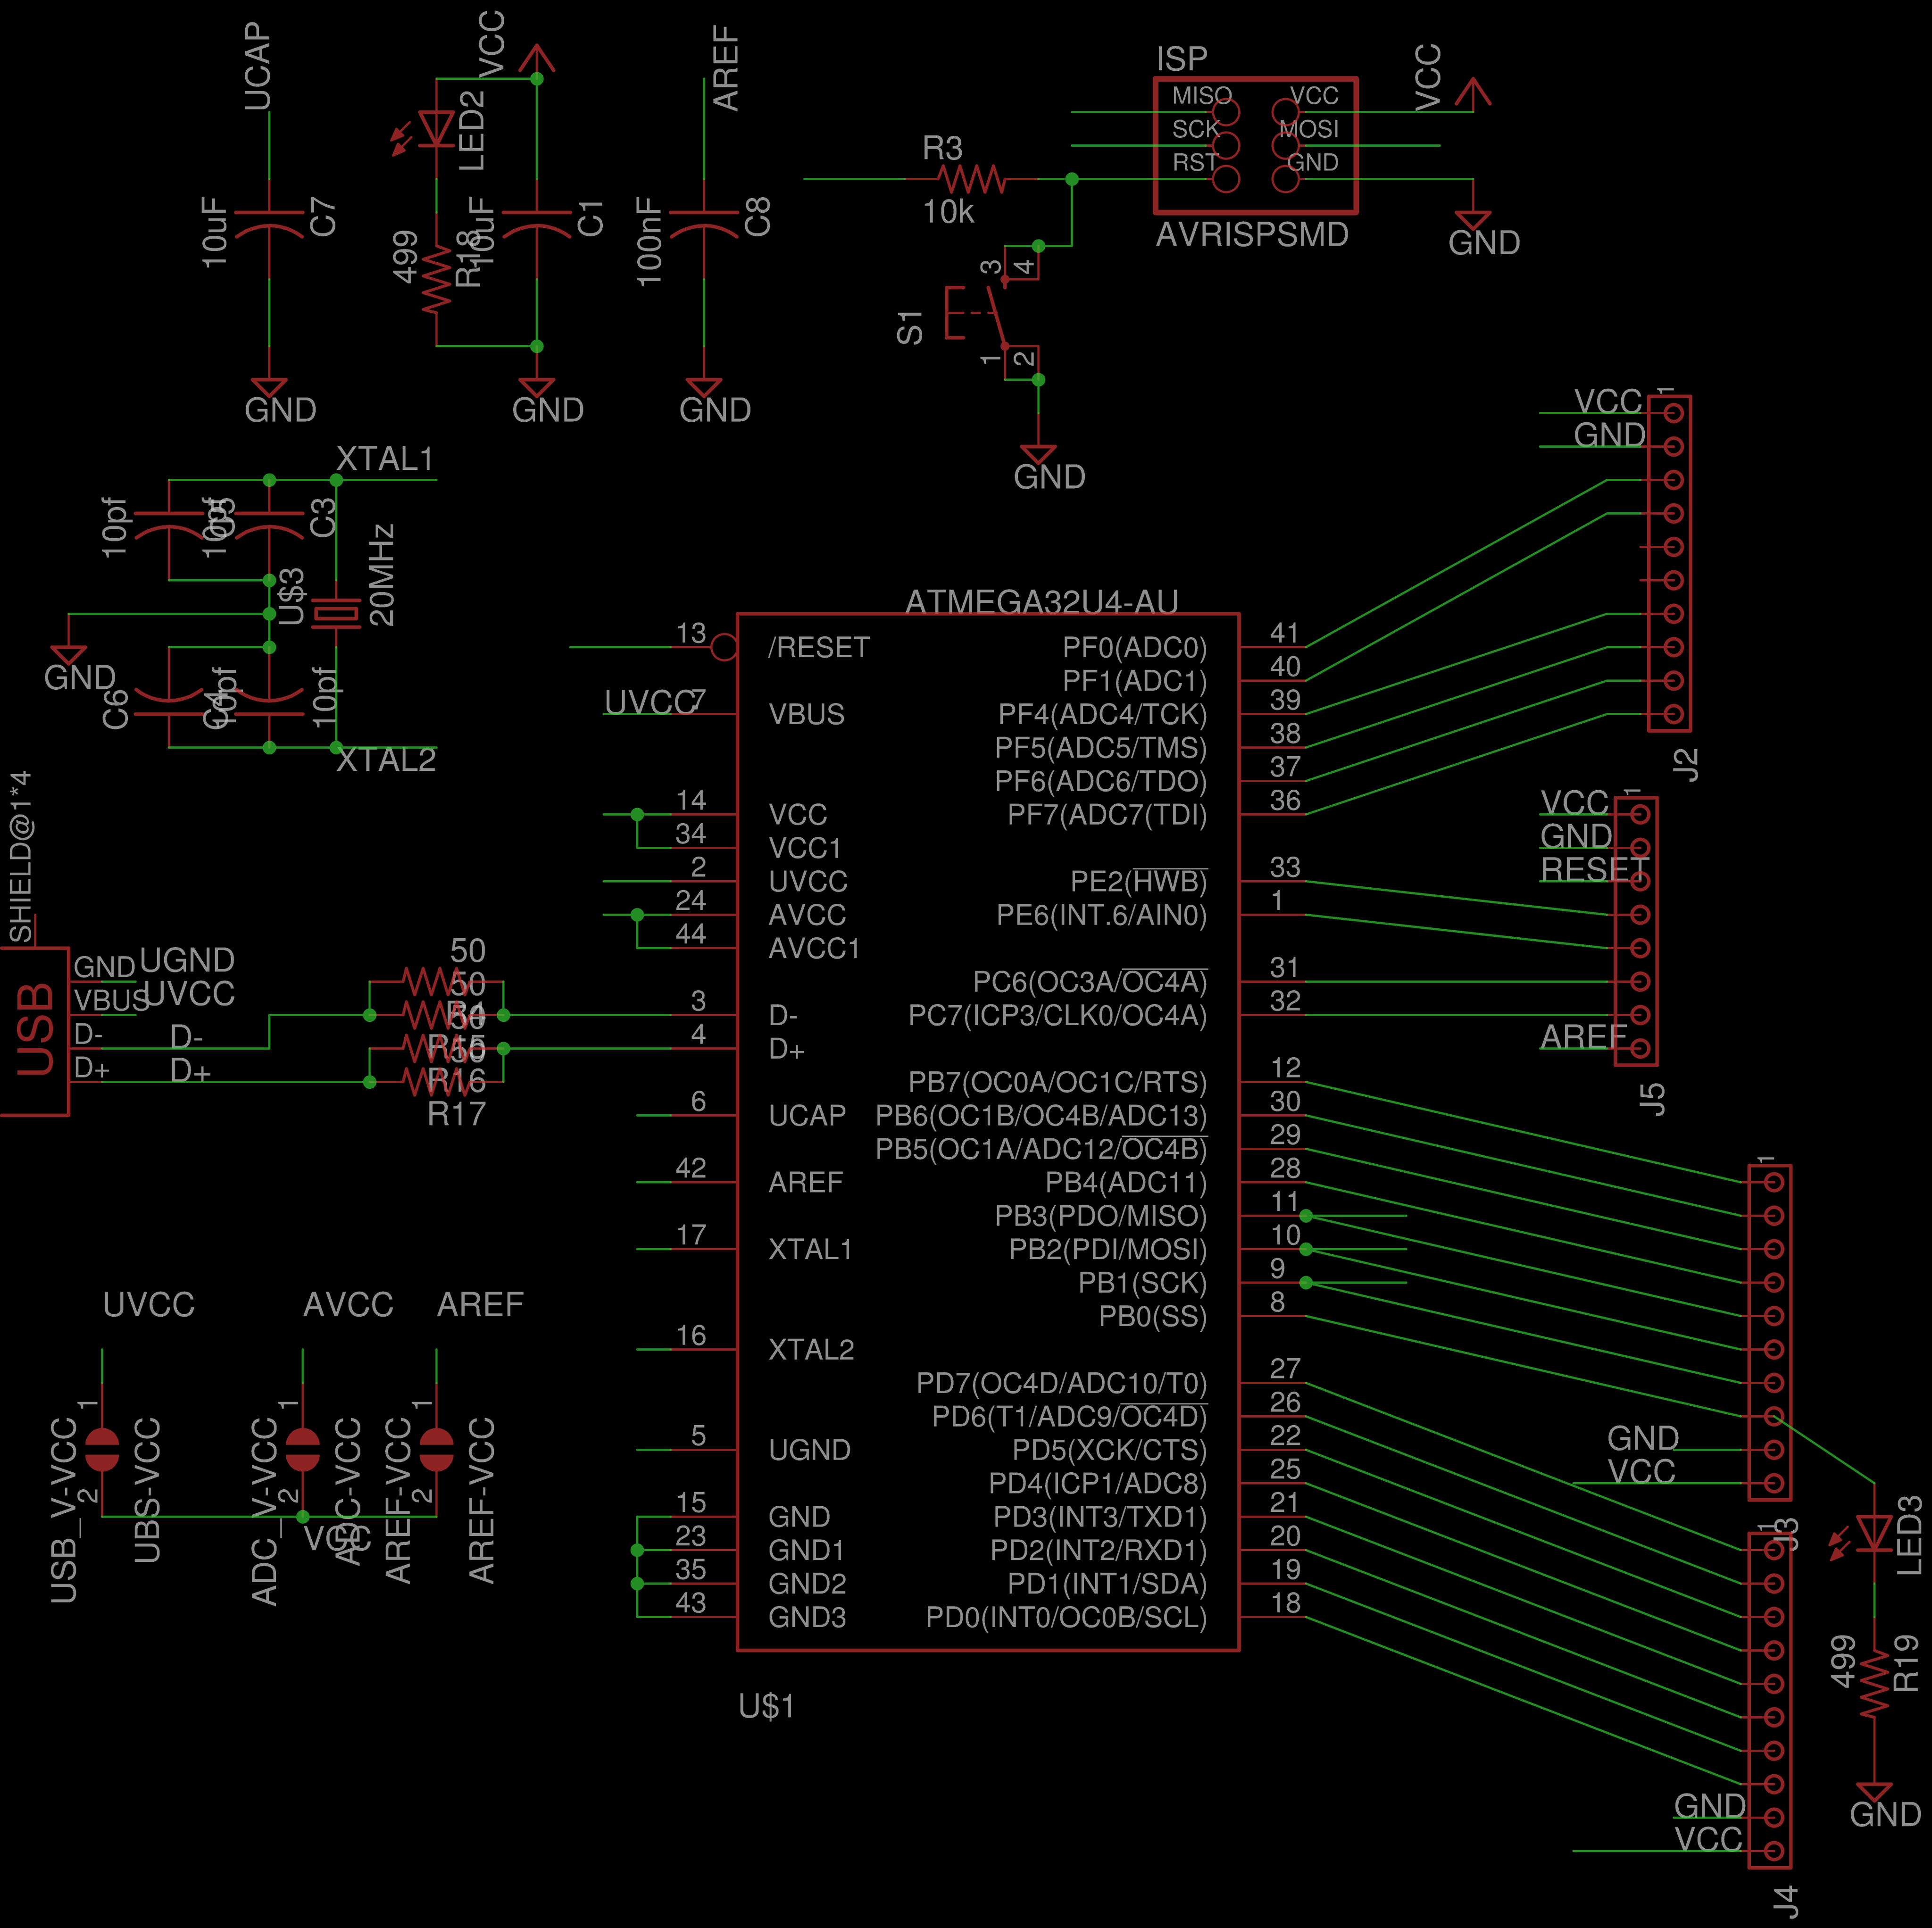 UCAP
10uF
C7
GND
VCC
LED2
499
R18
10uF
C1
GND
AREF
100nF
C8
GND
R3
10k
ISP
MISO
VCC
SCK
MOSI
RST
GND
AVRISPSMD
VCC
GND
S1
3
4
1
2
GND
XTAL1
10pf
10pf
C3
U$3
20MHz
GND
C6
10pf
10pf
XTAL2
SHIELD@1*4
USB
GND
UGND
VBUS
UVCC
D-
D-
D+
D+
50
50
R16
R17
UVCC
AVCC
AREF
1
1
1
2
2
2
USB_V-VCC
UBS-VCC
ADC_V-VCC
ADC-VCC
AREF-VCC
AREF-VCC
VCC
ATMEGA32U4-AU
13
/RESET
UVCC
7
VBUS
14
VCC
34
VCC1
2
UVCC
24
AVCC
44
AVCC1
3
D-
4
D+
6
UCAP
42
AREF
17
XTAL1
16
XTAL2
5
UGND
15
GND
23
GND1
35
GND2
43
GND3
PF0(ADC0)
41
PF1(ADC1)
40
PF4(ADC4/TCK)
39
PF5(ADC5/TMS)
38
PF6(ADC6/TDO)
37
PF7(ADC7(TDI)
36
PE2(HWB)
33
PE6(INT.6/AIN0)
1
PC6(OC3A/OC4A)
31
PC7(ICP3/CLK0/OC4A)
32
PB7(OC0A/OC1C/RTS)
12
PB6(OC1B/OC4B/ADC13)
30
PB5(OC1A/ADC12/OC4B)
29
PB4(ADC11)
28
PB3(PDO/MISO)
11
PB2(PDI/MOSI)
10
PB1(SCK)
9
PB0(SS)
8
PD7(OC4D/ADC10/T0)
27
PD6(T1/ADC9/OC4D)
26
PD5(XCK/CTS)
22
PD4(ICP1/ADC8)
25
PD3(INT3/TXD1)
21
PD2(INT2/RXD1)
20
PD1(INT1/SDA)
19
PD0(INT0/OC0B/SCL)
18
U$1
1
VCC
GND
J2
1
VCC
GND
RESET
AREF
J5
1
GND
VCC
J3
1
GND
VCC
J4
LED3
499
R19
GND